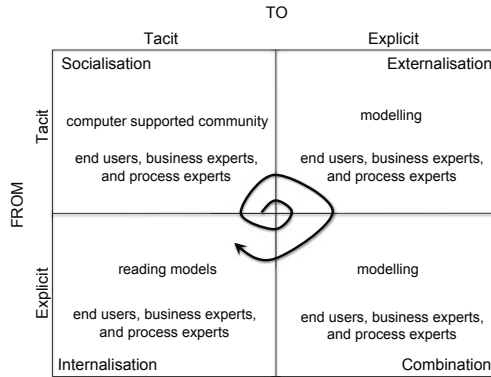 TO
Tacit
Explicit
FROM
Tacit
Explicit
Socialisation
computer supported community
end users, business experts,
and process experts
Externalisation
modelling
end users, business experts,
and process experts
reading models
end users, business experts,
and process experts
Internalisation
modelling
end users, business experts,
and process experts
Combination